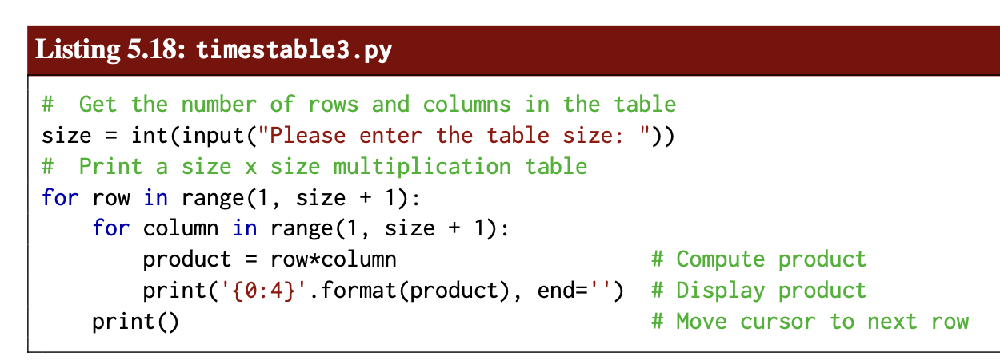 Listing 5.18: timestable3.py
#  Get the number of rows and columns in the table
size = int(input("Please enter the table size: "))
#  Print a size x size multiplication table
for row in range(1, size + 1):
    for column in range(1, size + 1):
        product = row*column                    # Compute product
        print('{0:4}'.format(product), end='')  # Display product
    print()                                     # Move cursor to next row